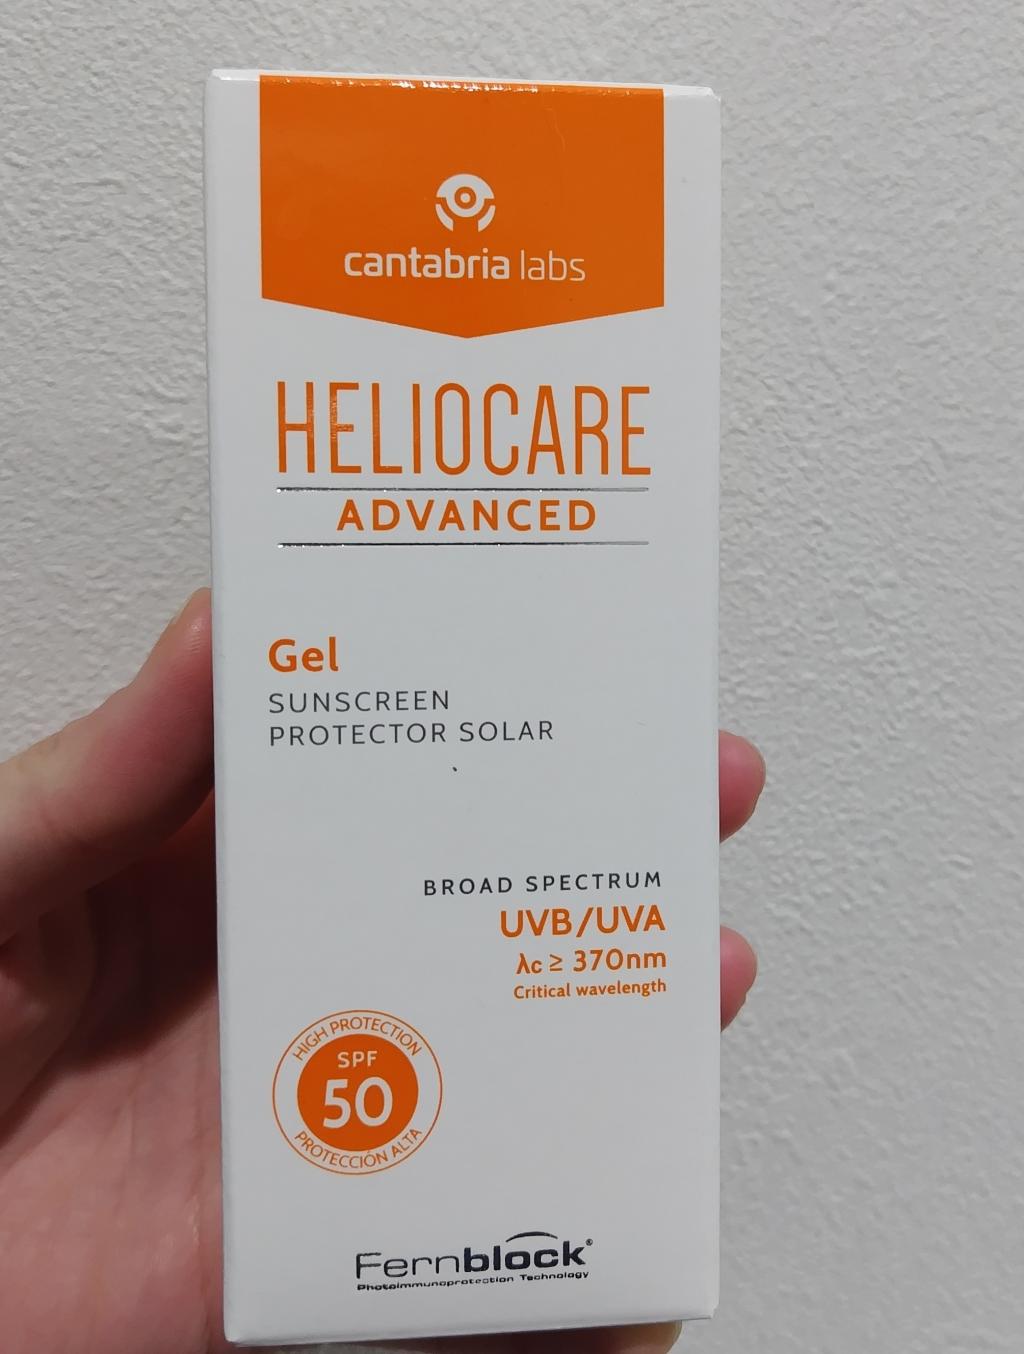 cantabria labs
HELIOCARE
ADVANCED
Gel
SUNSCREEN
PROTECTOR SOLAR
BROAD SPECTRUM
UVB/UVA
λc ≥ 370nm
Critical wavelength
HIGH PROTECTION
SPF
50
PROTECCIÓN ALTA
Fernblock®
Photoimmunoprotection Technology